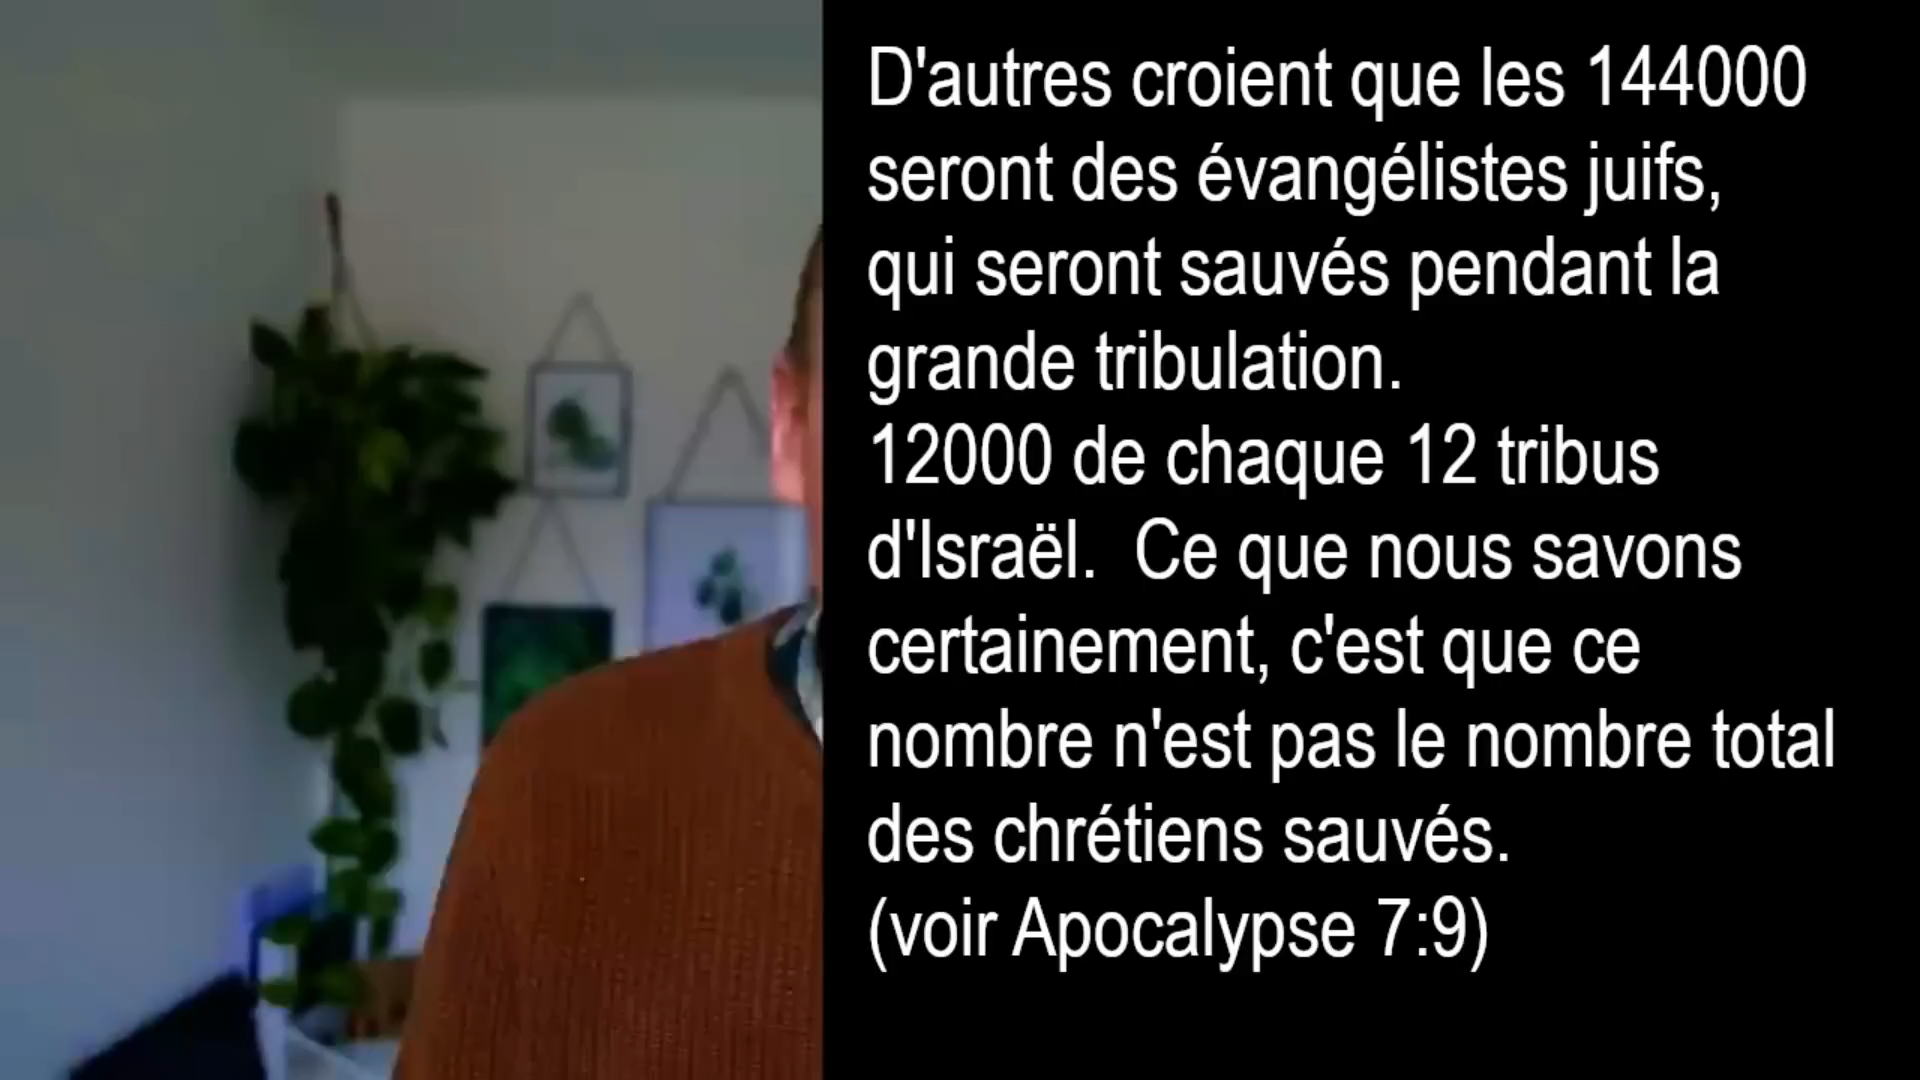 D'autres croient que les 144000
seront des évangélistes juifs,
qui seront sauvés pendant la
grande tribulation.
12000 de chaque 12 tribus
d'Israël.  Ce que nous savons
certainement, c'est que ce
nombre n'est pas le nombre total
des chrétiens sauvés.
(voir Apocalypse 7:9)